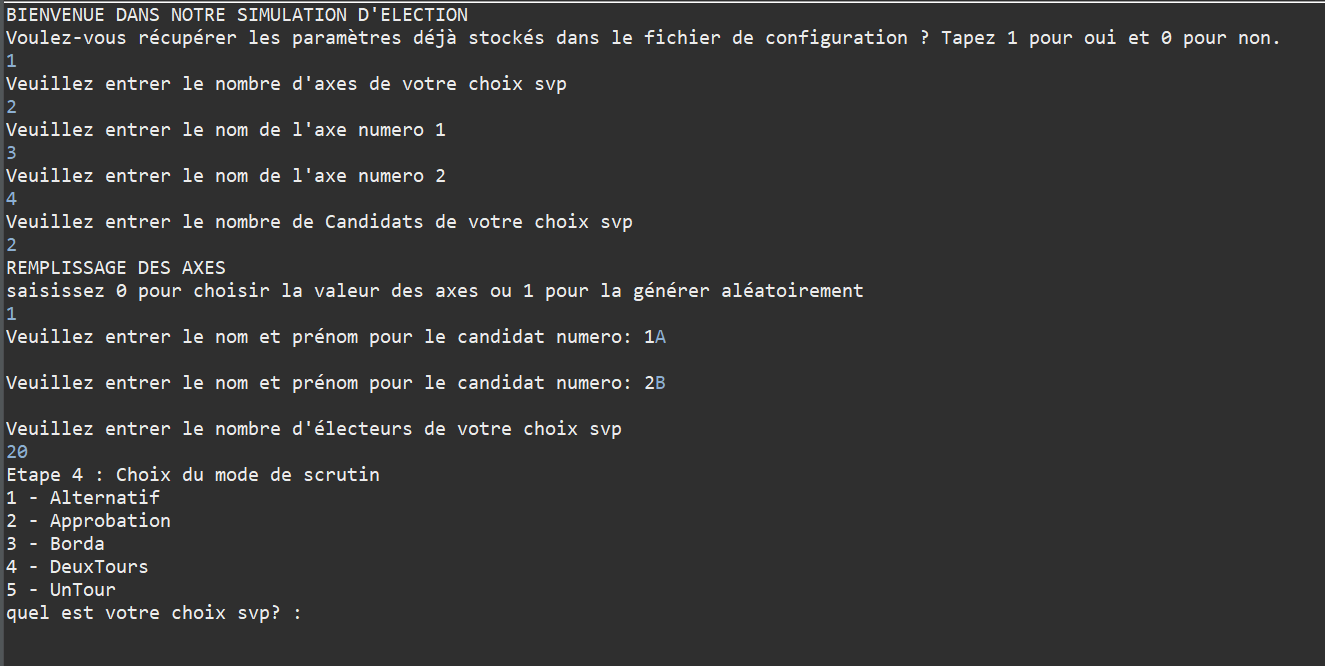 BIENVENUE DANS NOTRE SIMULATION D'ELECTION
Voulez-vous récupérer les paramètres déjà stockés dans le fichier de configuration ? Tapez 1 pour oui et 0 pour non.
1
Veuillez entrer le nombre d'axes de votre choix svp
2
Veuillez entrer le nom de l'axe numero 1
3
Veuillez entrer le nom de l'axe numero 2
4
Veuillez entrer le nombre de Candidats de votre choix svp
2
REMPLISSAGE DES AXES
saisissez 0 pour choisir la valeur des axes ou 1 pour la générer aléatoirement
1
Veuillez entrer le nom et prénom pour le candidat numero: 1A
Veuillez entrer le nom et prénom pour le candidat numero: 2B
Veuillez entrer le nombre d'électeurs de votre choix svp
20
Etape 4 : Choix du mode de scrutin
1 - Alternatif
2 - Approbation
3 - Borda
4 - DeuxTours
5 - UnTour
quel est votre choix svp? :